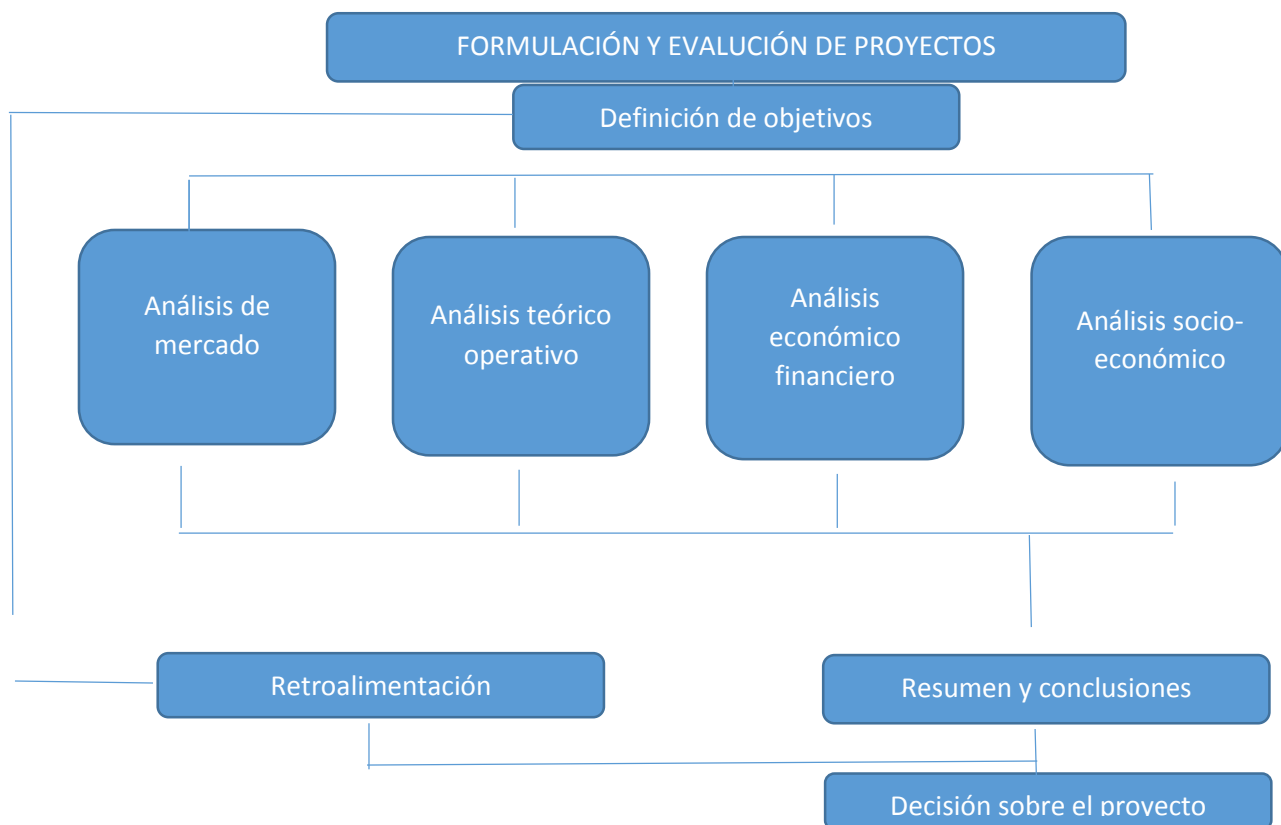 FORMULACIÓN Y EVALUCIÓN DE PROYECTOS
Definición de objetivos
Análisis de
mercado
Análisis teórico
operativo
Análisis
económico
financiero
Análisis socio-
económico
Retroalimentación
Resumen y conclusiones
Decisión sobre el proyecto